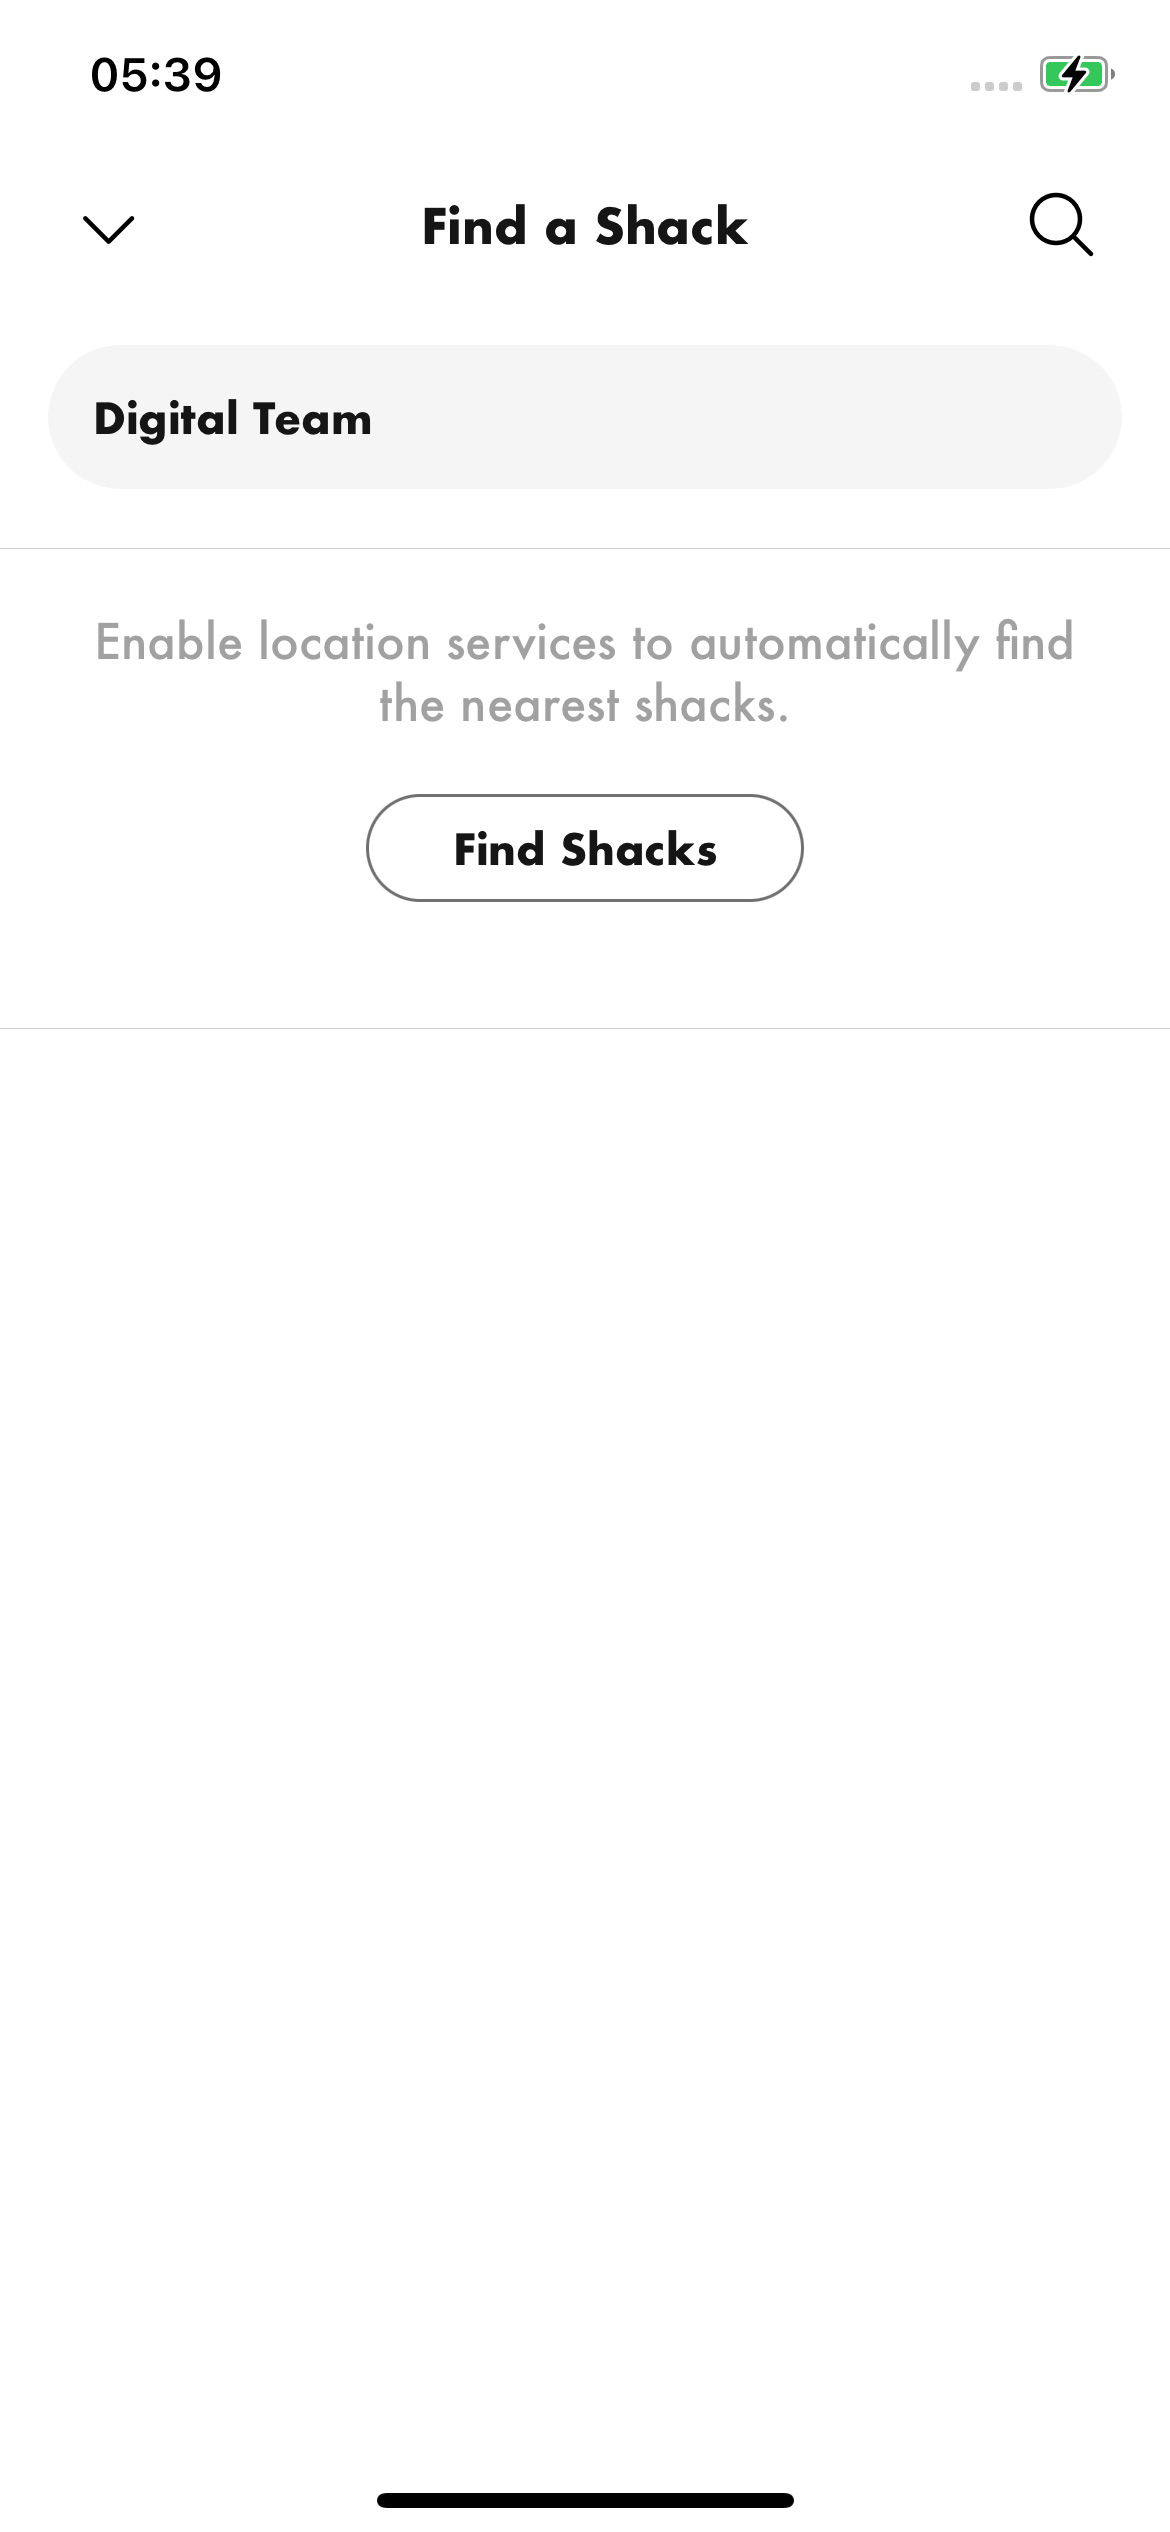 05:39
Find a Shack
Digital Team
Enable location services to automatically find
the nearest shacks.
Find Shacks